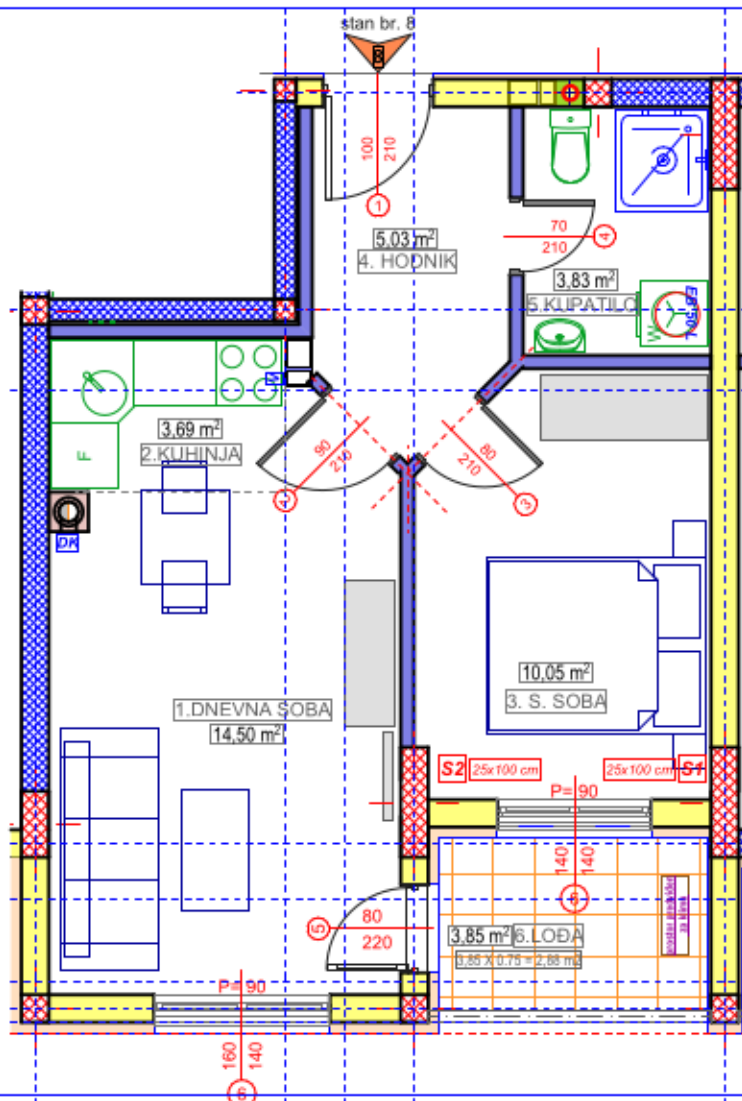 stan br. 8
100
210
1
5,03 m²
4. HODNIK
70
210
4
3,83 m²
5.KUPATILO
EB 50 L
3,69 m²
2.KUHINJA
F
DK
90
210
80
210
3
1.DNEVNA SOBA
14,50 m²
10,05 m²
3. S. SOBA
S2
25x100 cm
25x100 cm
S1
P= 90
140
140
80
220
5
3,85 m² 6.LOĐA
3,85 X 0.75 = 2,88 m2
P= 90
160
140